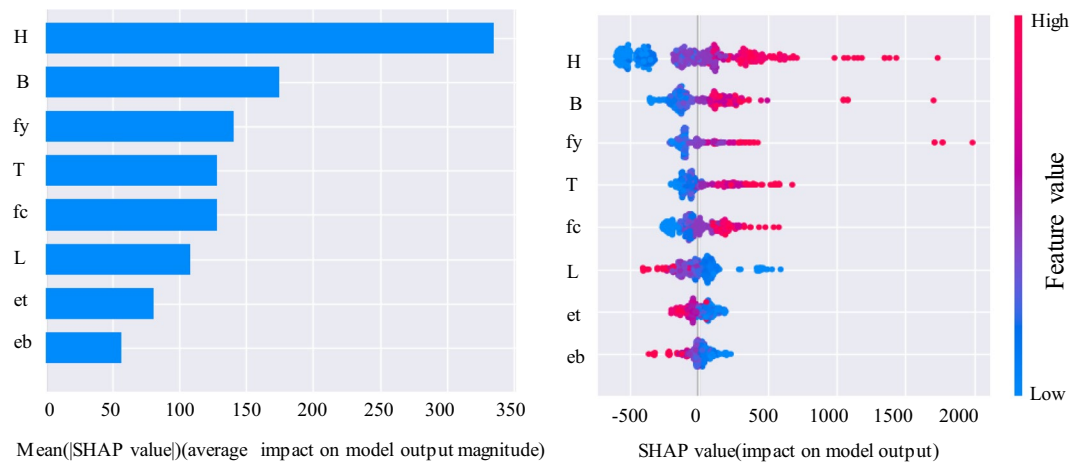 H
B
fy
T
fc
L
et
eb
0 50 100 150 200 250 300 350
Mean(|SHAP value|)(average impact on model output magnitude)
High
H
B
fy
T
fc
L
et
eb
Feature value
Low
-500 0 500 1000 1500 2000
SHAP value(impact on model output)